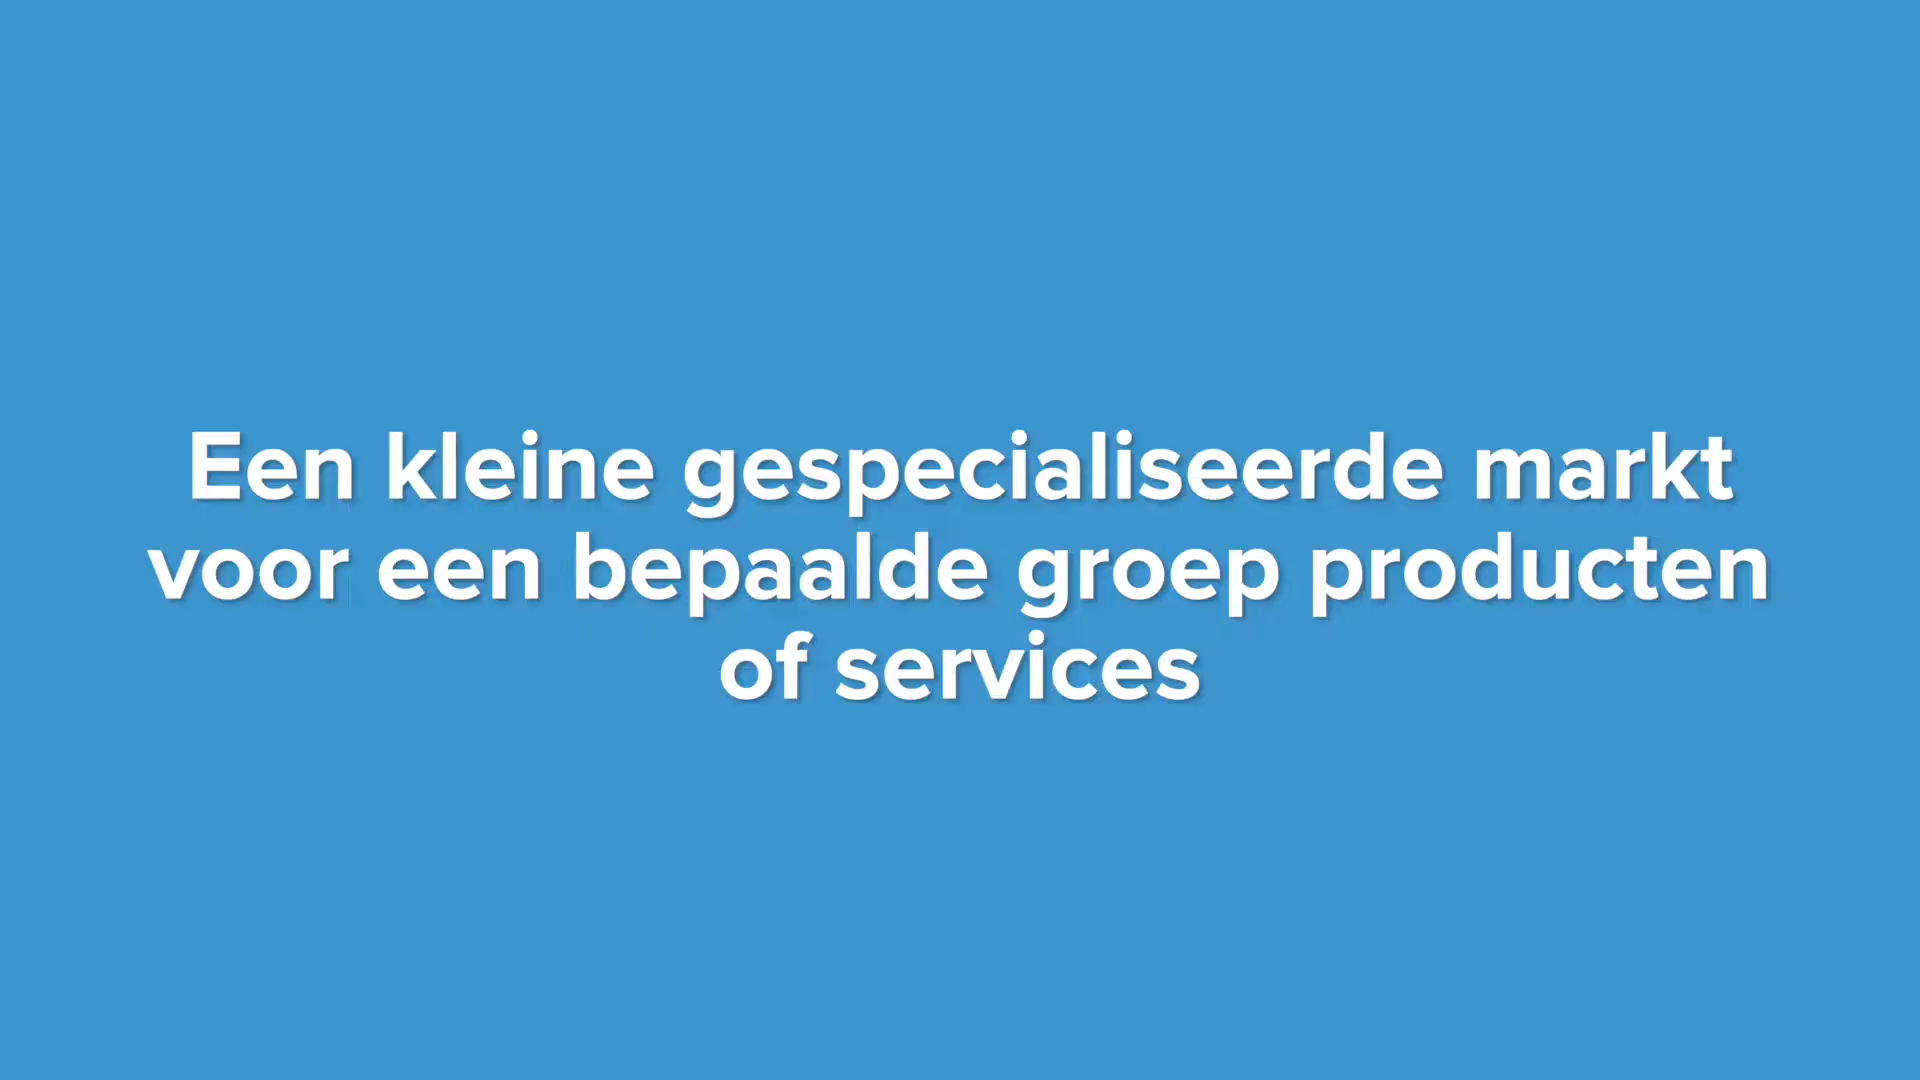 Een kleine gespecialiseerde markt
voor een bepaalde groep producten
of services